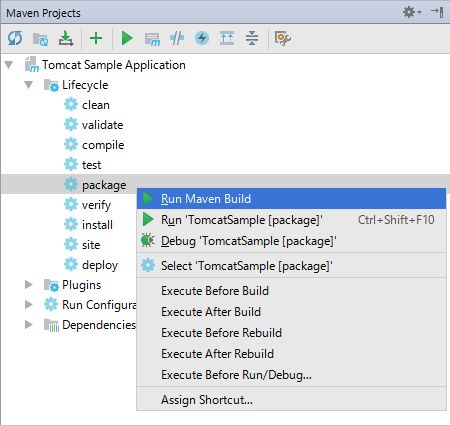 Maven Projects
Tomcat Sample Application
Lifecycle
clean
validate
compile
test
package
verify
install
site
deploy
Plugins
Run Configura
Dependencies
Run Maven Build
Run 'TomcatSample [package]' Ctrl+Shift+F10
Debug 'TomcatSample [package]'
Select 'TomcatSample [package]'
Execute Before Build
Execute After Build
Execute Before Rebuild
Execute After Rebuild
Execute Before Run/Debug...
Assign Shortcut...